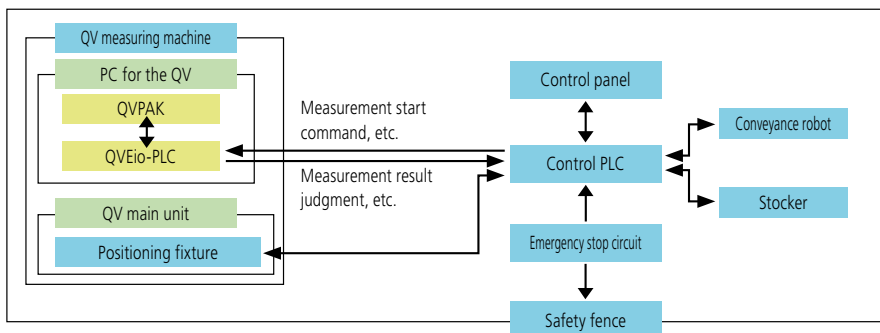 QV measuring machine
PC for the QV
QVPAK
QVEio-PLC
QV main unit
Positioning fixture
Measurement start
command, etc.
Measurement result
judgment, etc.
Control panel
Control PLC
Emergency stop circuit
Safety fence
Conveyance robot
Stocker